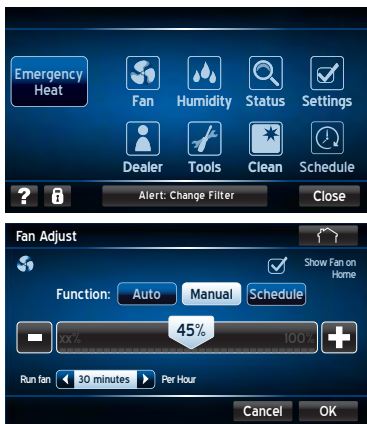 Emergency
Heat
Fan Humidity Status Settings
Dealer Tools Clean Schedule
? Alert: Change Filter Close
Fan Adjust
Show Fan on
Home
Function: Auto Manual Schedule
- xx% 45% 100% +
Run fan 30 minutes Per Hour
Cancel OK